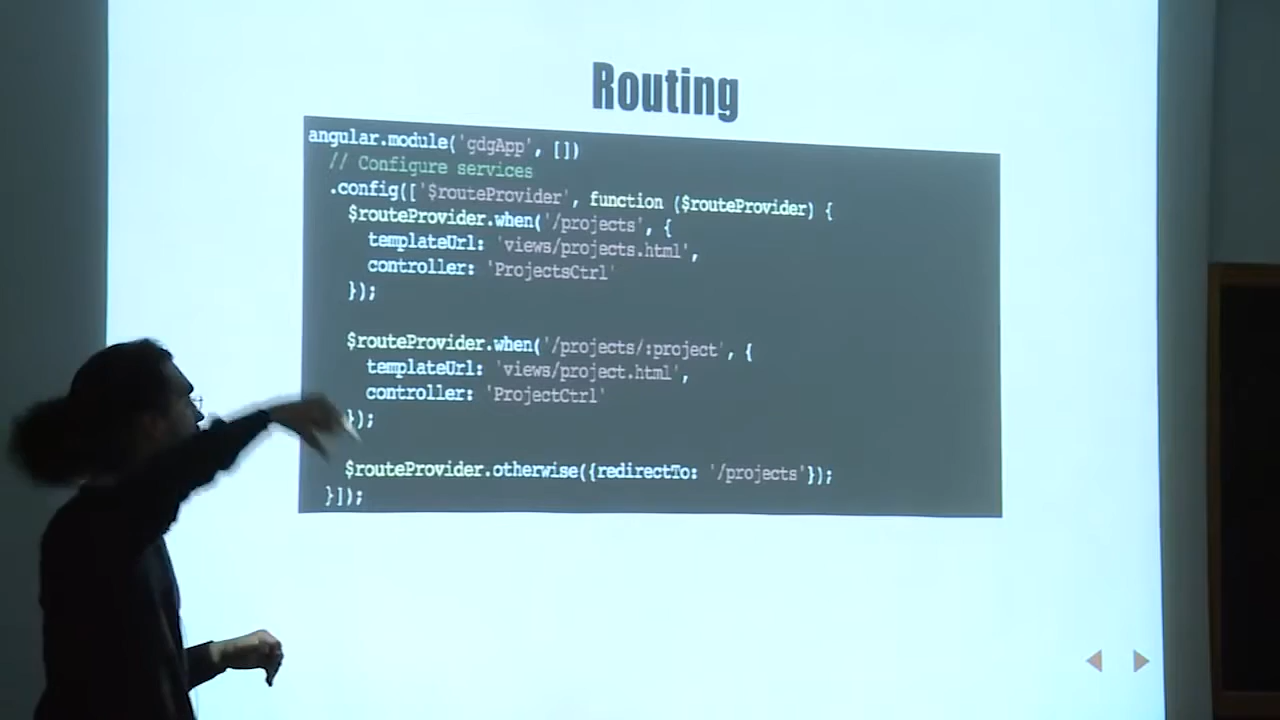 Routing
angular.module('gdgApp', [])
// Configure services
.config(['$routeProvider', function ($routeProvider) {
$routeProvider.when('/projects', {
templateUrl: 'views/projects.html',
controller: 'ProjectsCtrl'
});
$routeProvider.when('/projects/:project', {
templateUrl: 'views/project.html',
controller: 'ProjectCtrl'
});
$routeProvider.otherwise({redirectTo: '/projects'});
}]);